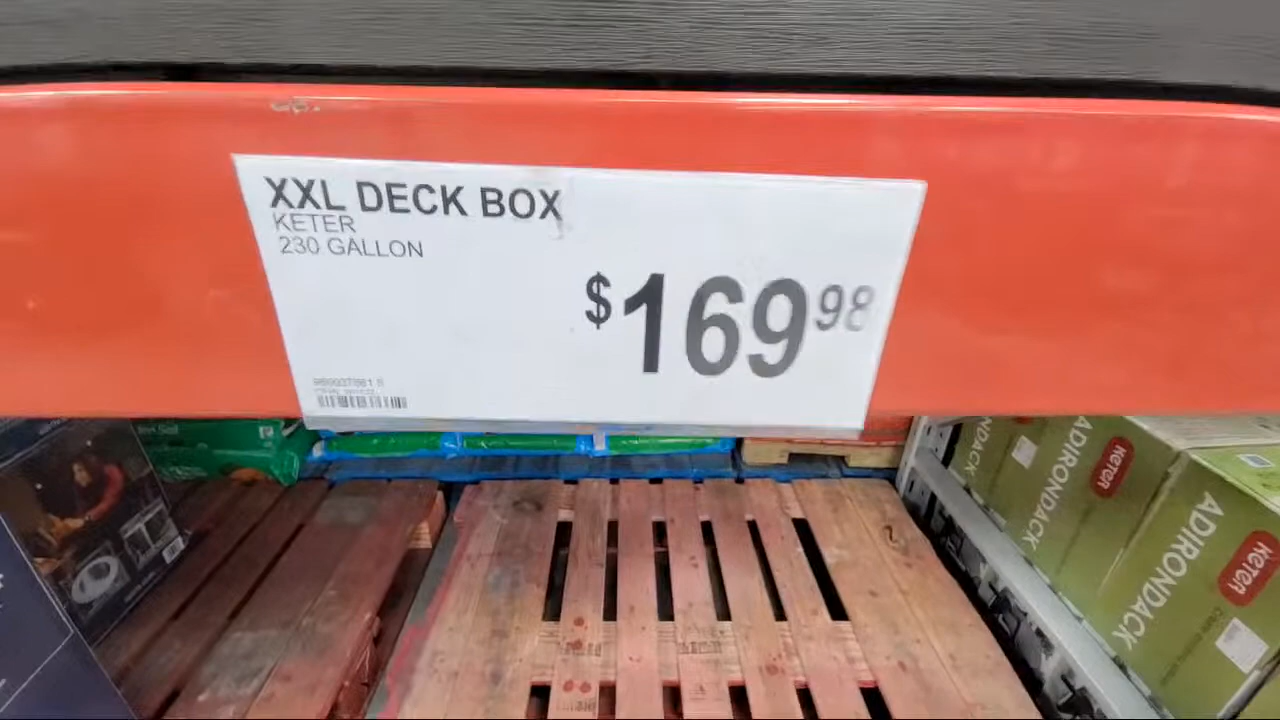 XXL DECK BOX
KETER
230 GALLON
$169 98
ADIRONDACK
KETER
ADIRONDACK
KETER